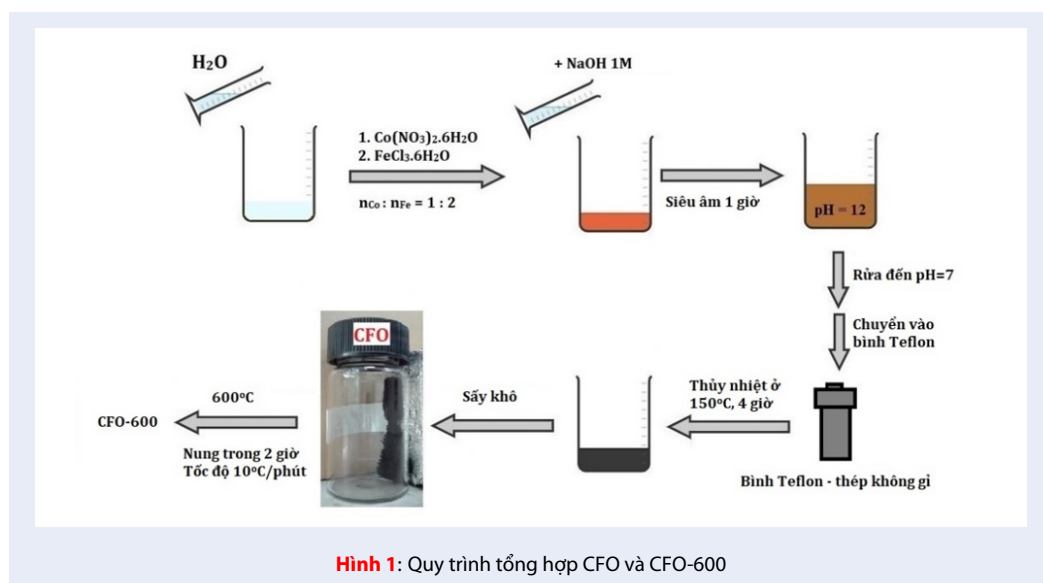 H₂O
1. Co(NO₃)₂.6H₂O
2. FeCl₃.6H₂O
nCo : nFe = 1 : 2
+ NaOH 1M
Siêu âm 1 giờ
pH = 12
Rửa đến pH=7
Chuyển vào
bình Teflon
Bình Teflon - thép không gỉ
Thủy nhiệt ở
150ºC, 4 giờ
Sấy khô
CFO
600ºC
Nung trong 2 giờ
Tốc độ 10ºC/phút
CFO-600
Hình 1: Quy trình tổng hợp CFO và CFO-600